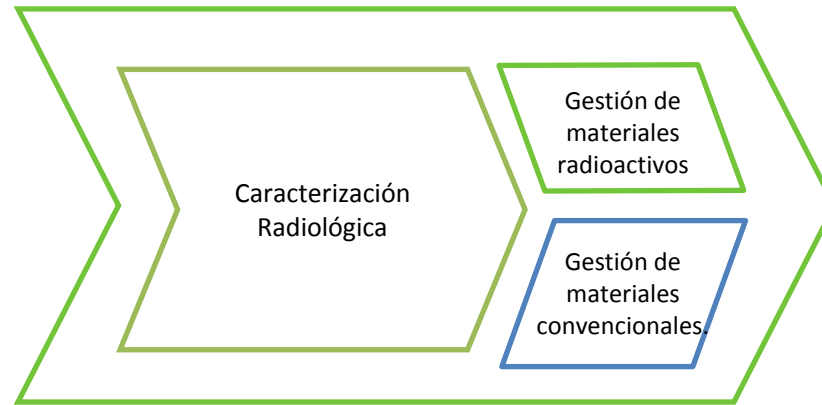 Caracterización
Radiológica
Gestión de
materiales
radioactivos
Gestión de
materiales
convencionales.